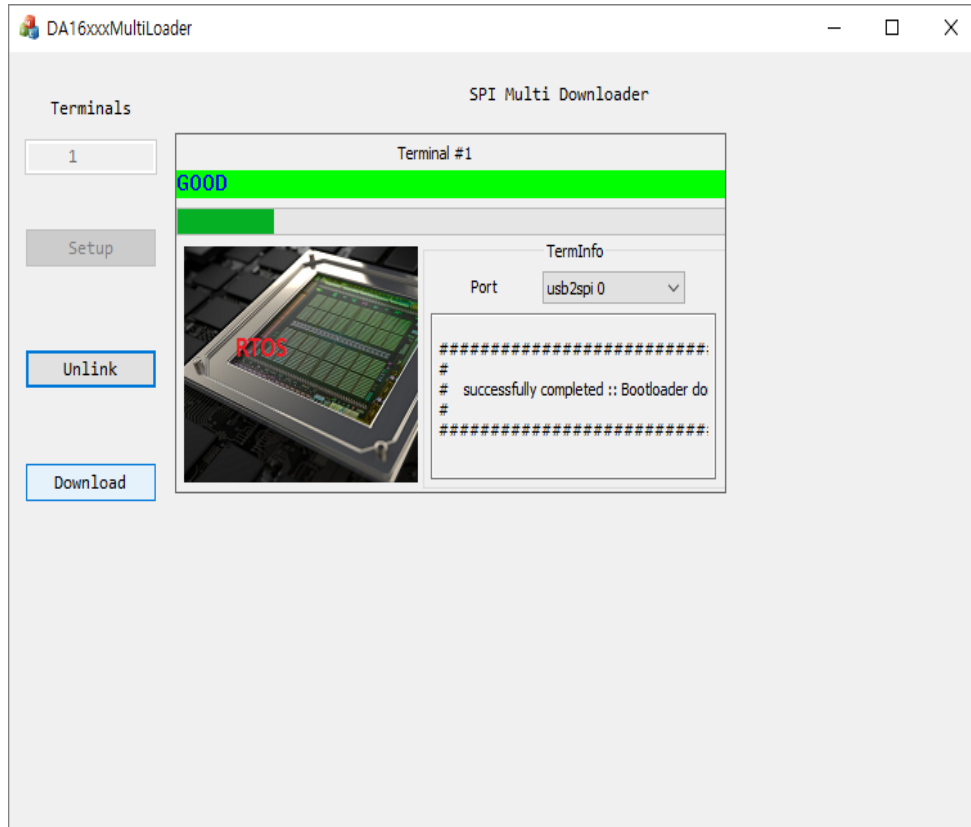 DA16xxxMultiLoader
SPI Multi Downloader
Terminals
1
Setup
Unlink
Download
Terminal #1
GOOD
RTOS
TermInfo
Port
usb2spi 0
##########################
#
#  successfully completed :: Bootloader do
#
##########################